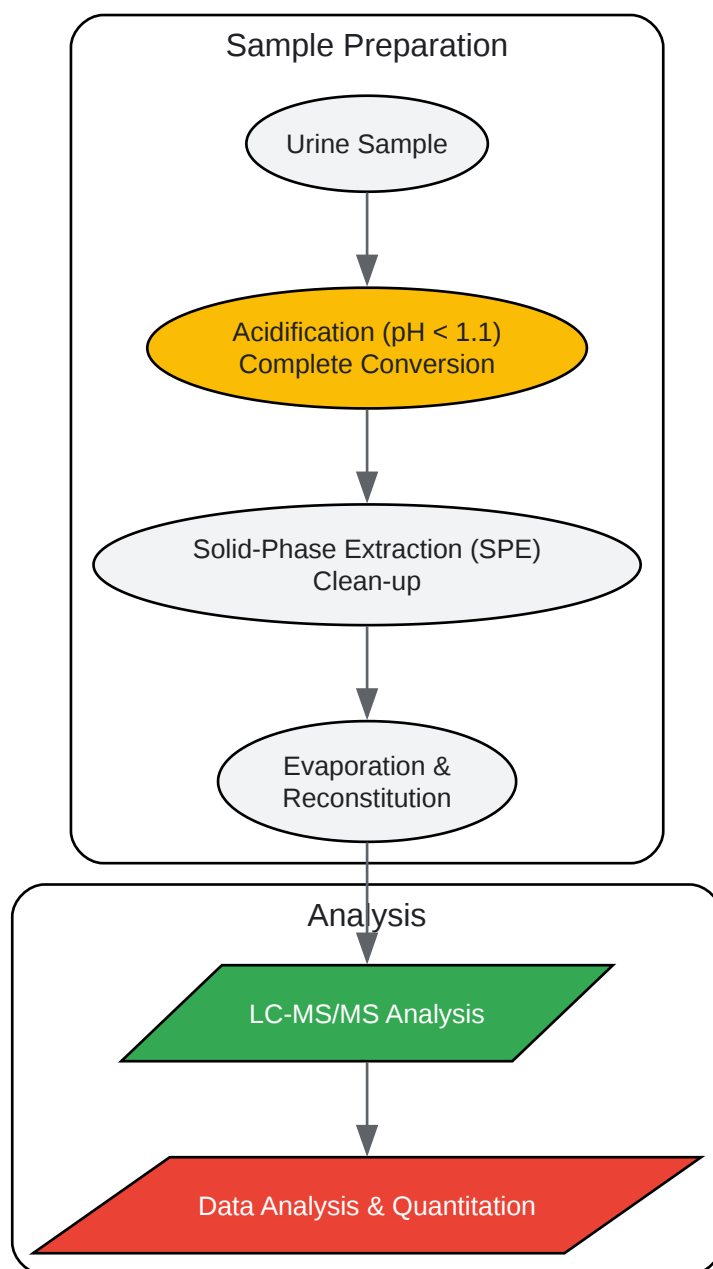 Sample Preparation
Urine Sample
Acidification (pH < 1.1)
Complete Conversion
Solid-Phase Extraction (SPE)
Clean-up
Evaporation &
Reconstitution
Analysis
LC-MS/MS Analysis
Data Analysis & Quantitation